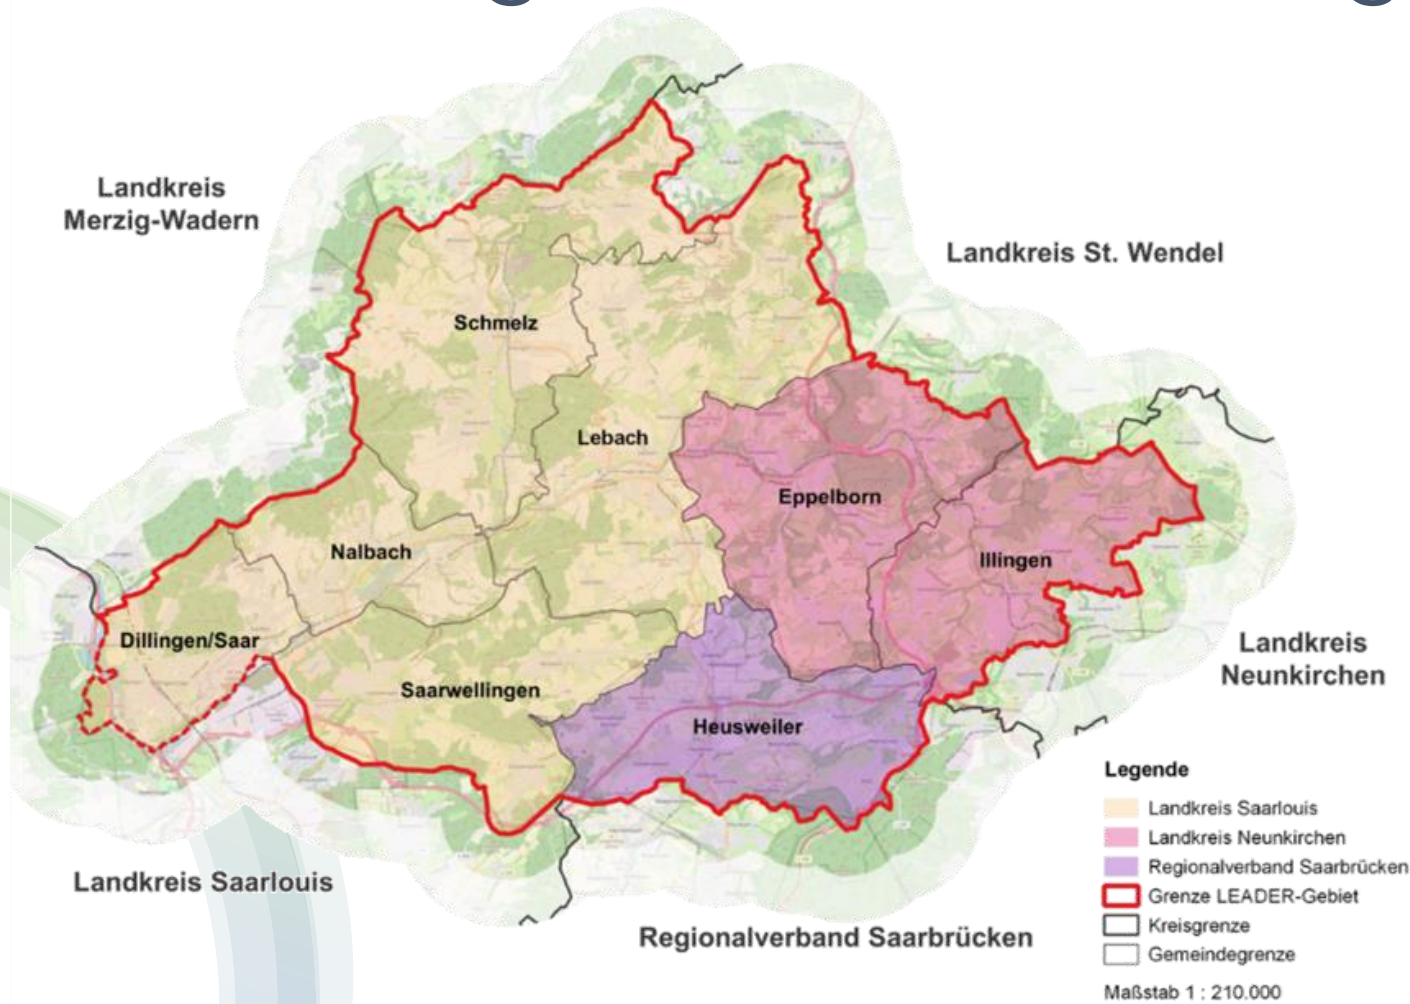 Landkreis
Merzig-Wadern
Landkreis St. Wendel
Schmelz
Lebach
Eppelborn
Nalbach
Illingen
Dillingen/Saar
Saarwellingen
Heusweiler
Landkreis
Neunkirchen
Landkreis Saarlouis
Regionalverband Saarbrücken
Legende
Landkreis Saarlouis
Landkreis Neunkirchen
Regionalverband Saarbrücken
Grenze LEADER-Gebiet
Kreisgrenze
Gemeindegrenze
Maßstab 1 : 210.000